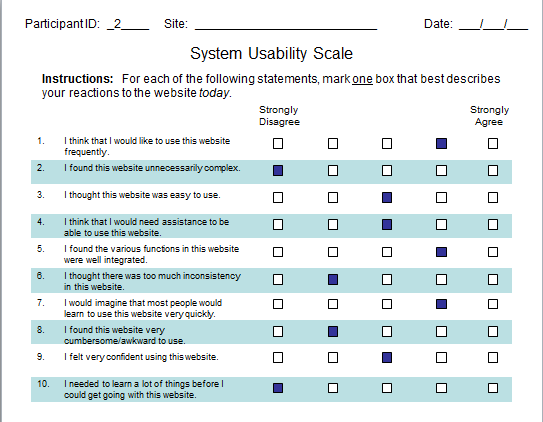 Participant ID: _2____ Site: ___________________________ Date: ___/___/___
System Usability Scale
Instructions: For each of the following statements, mark one box that best describes
your reactions to the website today.
Strongly
Disagree
Strongly
Agree
1. I think that I would like to use this website
frequently.
2. I found this website unnecessarily complex.
3. I thought this website was easy to use.
4. I think that I would need assistance to be
able to use this website.
5. I found the various functions in this website
were well integrated.
6. I thought there was too much inconsistency
in this website.
7. I would imagine that most people would
learn to use this website very quickly.
8. I found this website very
cumbersome/awkward to use.
9. I felt very confident using this website.
10. I needed to learn a lot of things before I
could get going with this website.